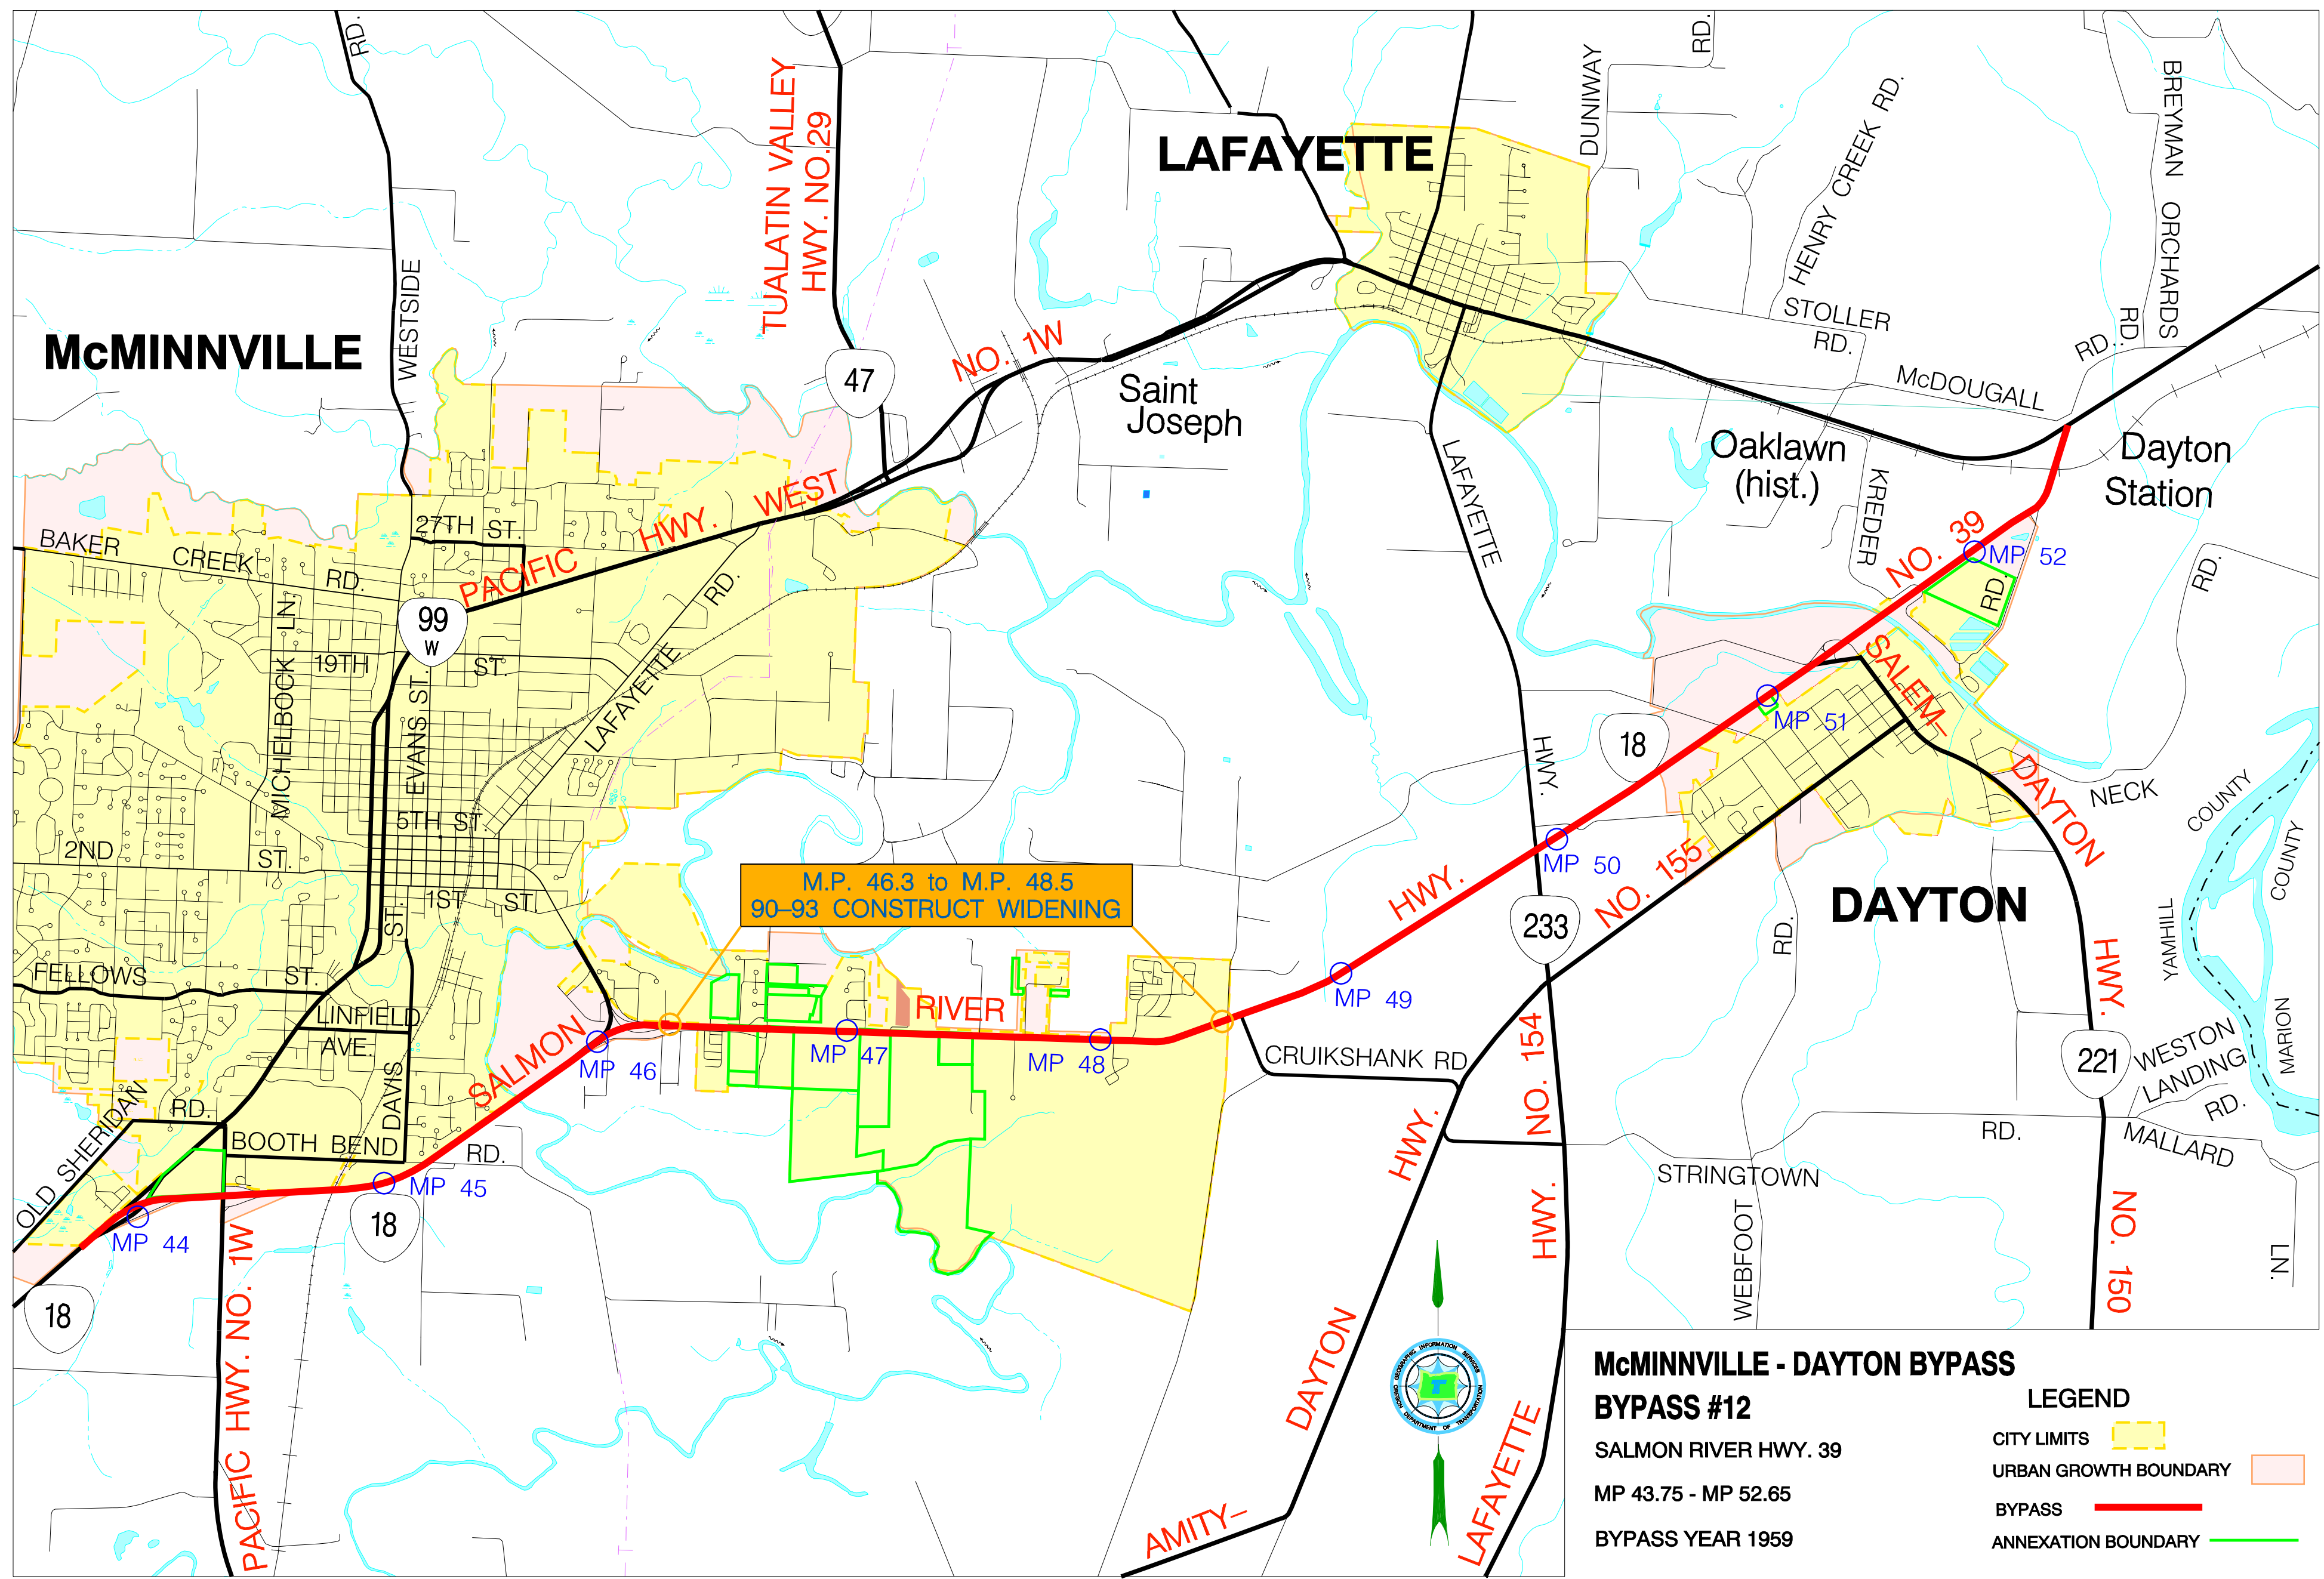 RD.
TUALATIN VALLEY
HWY. NO.29
LAFAYETTE
DUNIWAY
RD.
HENRY CREEK RD.
BREYMAN ORCHARDS
RD
McMINNVILLE
WESTSIDE
47
NO. 1W
Saint
Joseph
STOLLER
RD.
McDOUGALL
RD.
Oaklawn
(hist.)
Dayton
Station
KREDER
RD.
LAFAYETTE
HWY.
BAKER CREEK RD.
27TH ST.
PACIFIC HWY. WEST
99
W
MICHELBOCK LN.
19TH ST.
EVANS ST.
LAFAYETTE RD.
5TH ST.
2ND ST.
1ST ST.
FELLOWS ST.
LINFIELD
AVE.
DAVIS ST.
OLD SHERIDAN RD.
BOOTH BEND RD.
18
18
18
MP 44
MP 45
MP 46
MP 47
MP 48
MP 49
MP 50
MP 51
MP 52
M.P. 46.3 to M.P. 48.5
90–93 CONSTRUCT WIDENING
SALMON RIVER HWY. NO. 39
PACIFIC HWY. NO. 1W
CRUIKSHANK RD
233
NO. 155
DAYTON
SALEM–
DAYTON
HWY.
221
NO. 150
NECK
RD.
YAMHILL COUNTY
MARION COUNTY
WESTON
LANDING
RD.
MALLARD
LN.
STRINGTOWN
RD.
WEBFOOT
RD.
AMITY–
DAYTON
HWY.
LAFAYETTE
HWY.
NO. 154
GEOGRAPHIC INFORMATION SERVICES
OREGON DEPARTMENT OF TRANSPORTATION
T
McMINNVILLE - DAYTON BYPASS
BYPASS #12
SALMON RIVER HWY. 39
MP 43.75 - MP 52.65
BYPASS YEAR 1959
LEGEND
CITY LIMITS
URBAN GROWTH BOUNDARY
BYPASS
ANNEXATION BOUNDARY